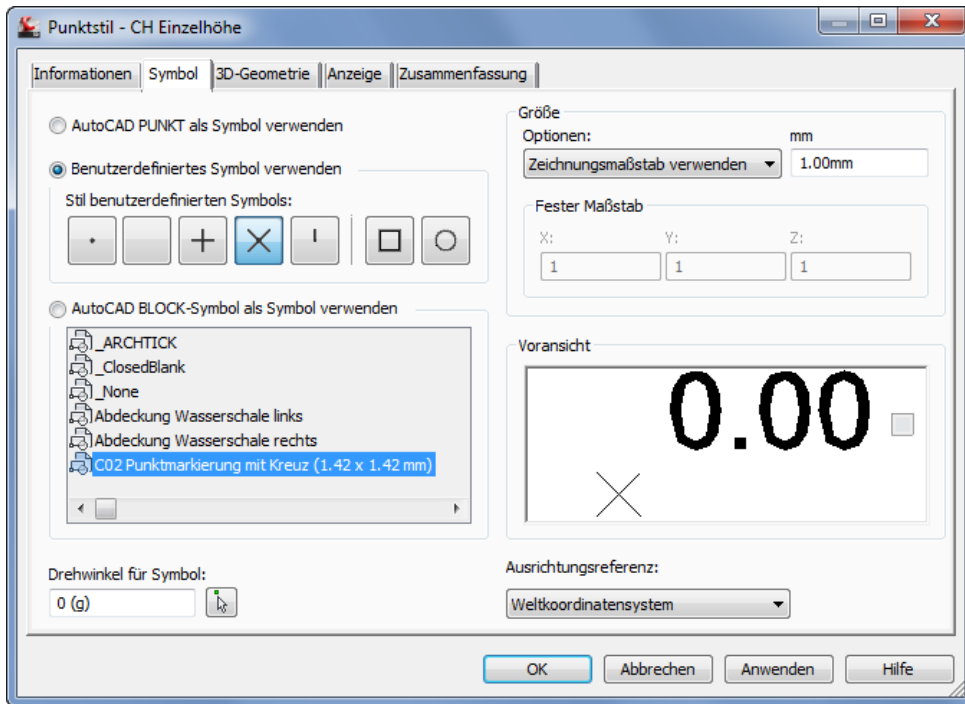 Punktstil - CH Einzelhöhe
Informationen Symbol 3D-Geometrie Anzeige Zusammenfassung
AutoCAD PUNKT als Symbol verwenden
Benutzerdefiniertes Symbol verwenden
Stil benutzerdefinierten Symbols:
AutoCAD BLOCK-Symbol als Symbol verwenden
_ARCHTICK
_ClosedBlank
_None
Abdeckung Wasserschale links
Abdeckung Wasserschale rechts
C02 Punktmarkierung mit Kreuz (1.42 x 1.42 mm)
Drehwinkel für Symbol:
0 (g)
Größe
Optionen: mm
Zeichnungsmaßstab verwenden 1.00mm
Fester Maßstab
X: Y: Z:
1 1 1
Voransicht
0.00
Ausrichtungsreferenz:
Weltkoordinatensystem
OK Abbrechen Anwenden Hilfe